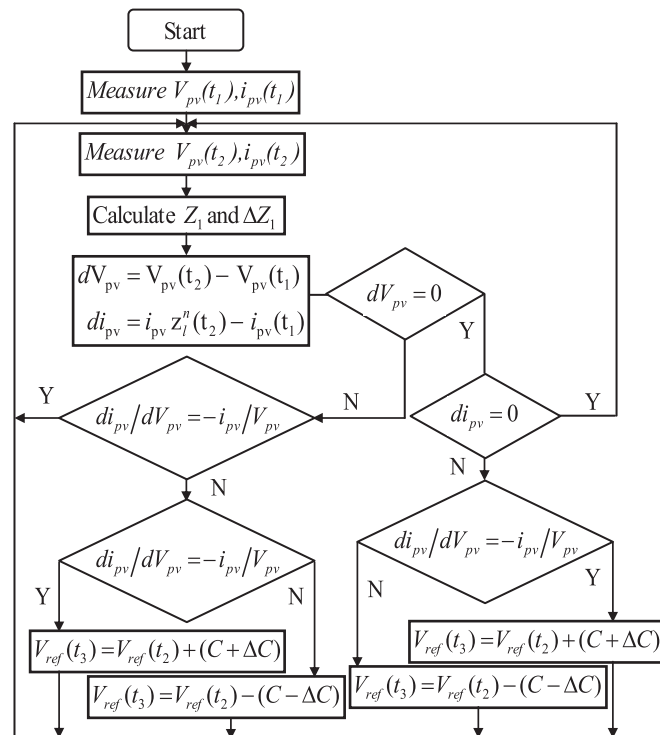 Start
Measure V_pv(t_1),i_pv(t_1)
Measure V_pv(t_2),i_pv(t_2)
Calculate Z_1 and ΔZ_1
dV_pv = V_pv(t_2) − V_pv(t_1)
di_pv = i_pv z_l^n(t_2) − i_pv(t_1)
dV_pv = 0
Y
N
Y
di_pv/dV_pv = −i_pv/V_pv
di_pv = 0
Y
N
N
di_pv/dV_pv = −i_pv/V_pv
di_pv/dV_pv = −i_pv/V_pv
Y
N
N
Y
V_ref(t_3) = V_ref(t_2) + (C + ΔC)
V_ref(t_3) = V_ref(t_2) + (C + ΔC)
V_ref(t_3) = V_ref(t_2) − (C − ΔC)
V_ref(t_3) = V_ref(t_2) − (C − ΔC)